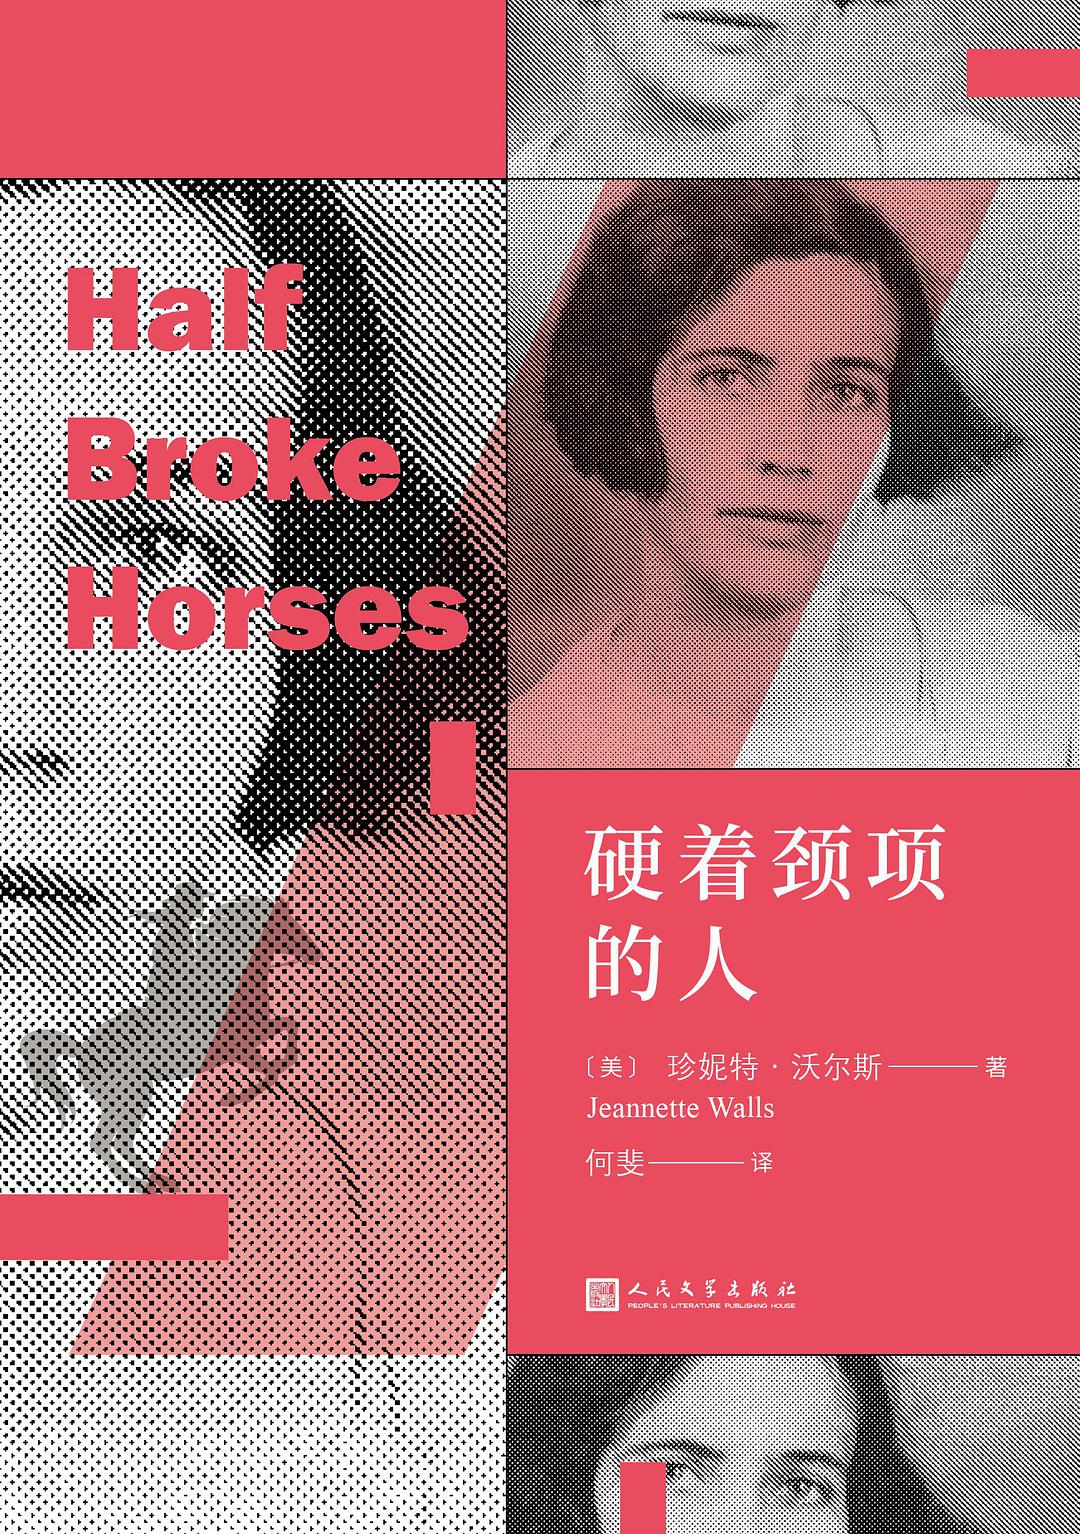 Half
Broke
Horses
硬着颈项
的人
〔美〕 珍妮特·沃尔斯——著
Jeannette Walls
何斐——译
人民文学出版社
PEOPLE'S LITERATURE PUBLISHING HOUSE